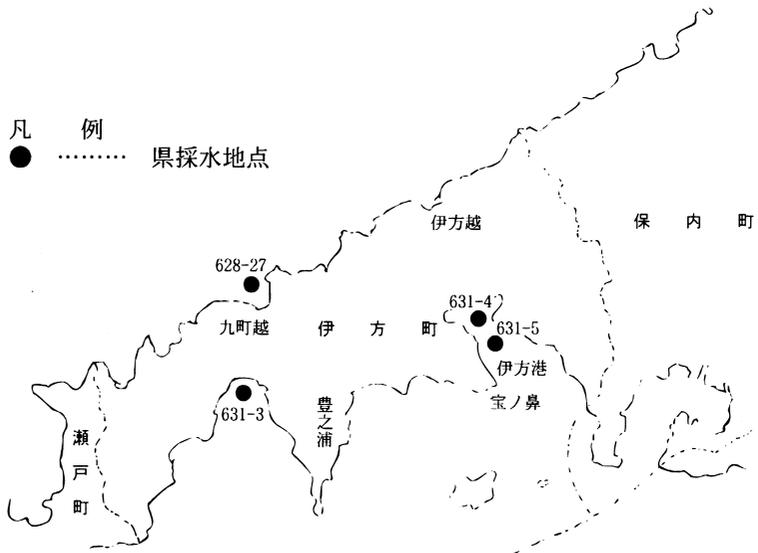 凡　例
● ……… 県採水地点
伊方越
保　内　町
628-27
631-4
九町越
伊　方　町
631-5
伊方港
宝ノ鼻
631-3
豊之浦
瀬戸町